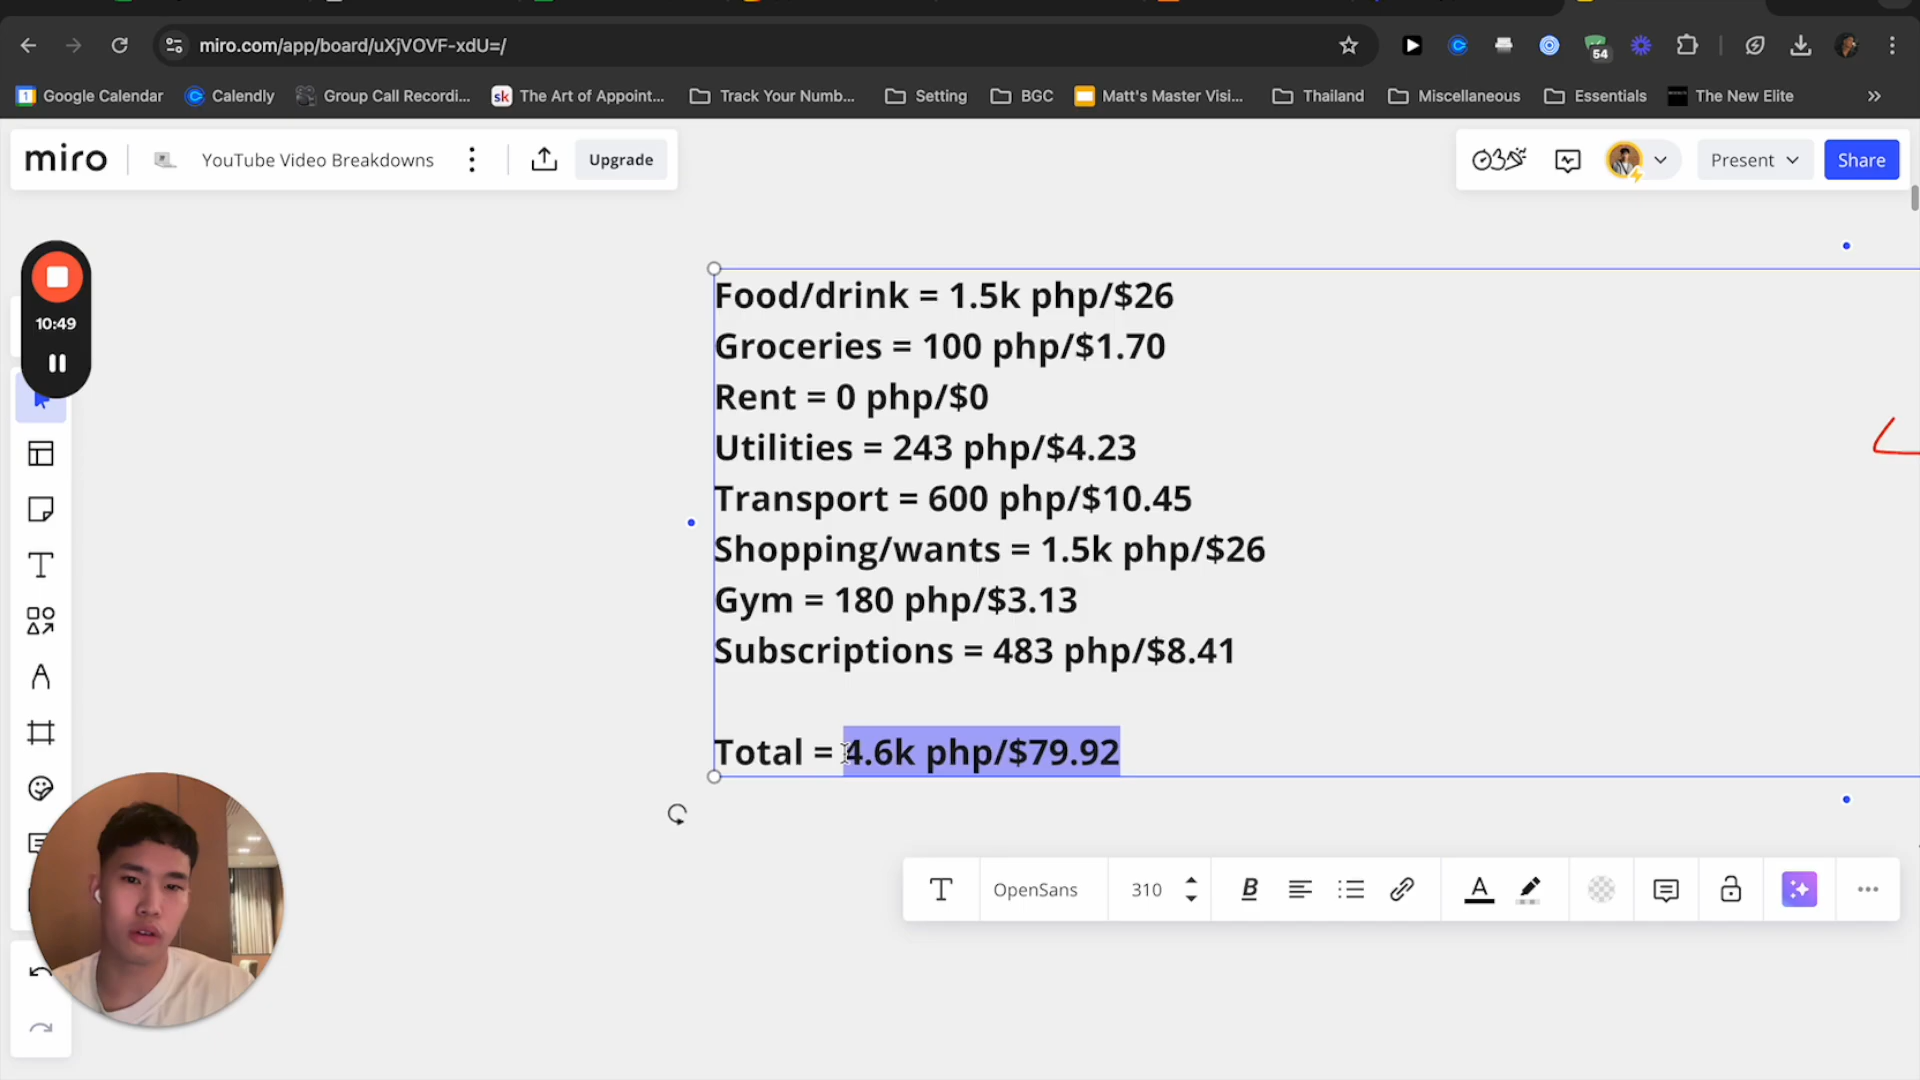 miro.com/app/board/uXjVOVF-xdU=/
54
1 Google Calendar
Calendly
Group Call Recordi...
sk The Art of Appoint...
Track Your Numb...
Setting
BGC
Matt's Master Visi...
Thailand
Miscellaneous
Essentials
The New Elite
miro
YouTube Video Breakdowns
Upgrade
Present
Share
10:49
Food/drink = 1.5k php/$26
Groceries = 100 php/$1.70
Rent = 0 php/$0
Utilities = 243 php/$4.23
Transport = 600 php/$10.45
Shopping/wants = 1.5k php/$26
Gym = 180 php/$3.13
Subscriptions = 483 php/$8.41
Total = 4.6k php/$79.92
OpenSans
310
B
A